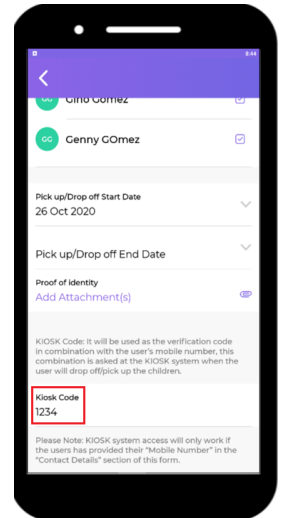 8:44
GG Gino Gomez
GG Genny GOmez
Pick up/Drop off Start Date
26 Oct 2020
Pick up/Drop off End Date
Proof of identity
Add Attachment(s)
KIOSK Code: It will be used as the verification code
in combination with the user's mobile number, this
combination is asked at the KIOSK system when the
user will drop off/pick up the children.
Kiosk Code
1234
Please Note: KIOSK system access will only work if
the users has provided their "Mobile Number" in the
"Contact Details" section of this form.